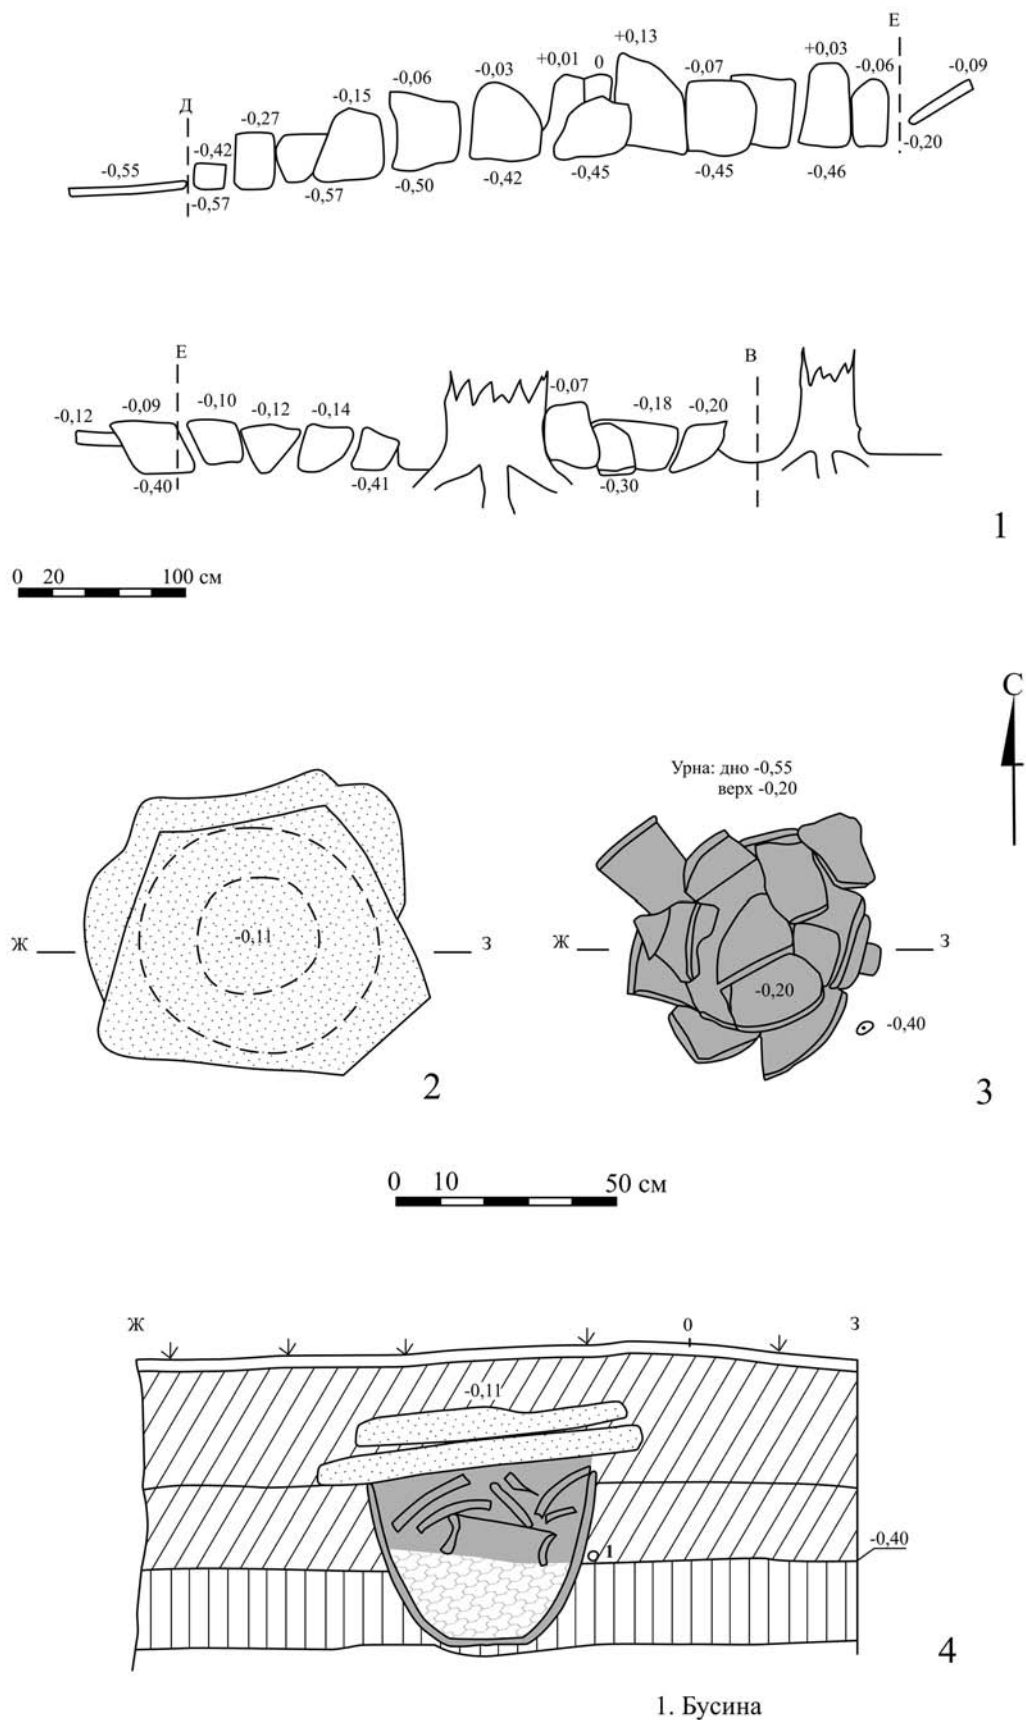 Е
+0,13
+0,01 0
+0,03
-0,06 -0,03 -0,07 -0,06 -0,09
Д -0,15
-0,27
-0,42
-0,55
-0,20
-0,57 -0,57 -0,50 -0,42 -0,45 -0,45 -0,46
Е В
-0,07
-0,12 -0,09 -0,10 -0,12 -0,14 -0,18 -0,20
-0,40 -0,41 -0,30
1
0 20 100 см
С
Урна: дно -0,55
верх -0,20
Ж -0,11 З
Ж З
-0,20
-0,40
2
3
0 10 50 см
Ж 0 З
-0,11
1
-0,40
4
1. Бусина